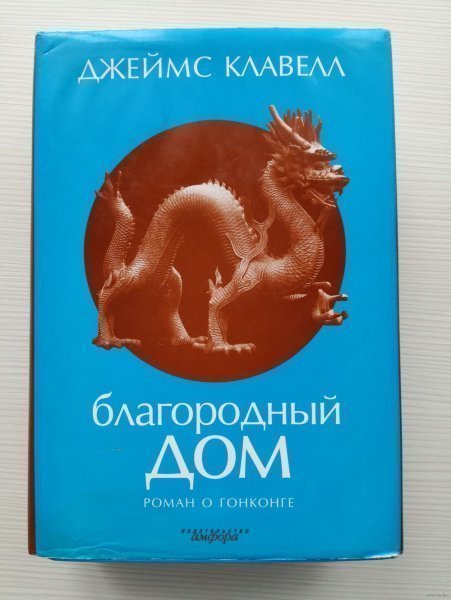 ДЖЕЙМС КЛАВЕЛЛ
благородный
ДОМ
РОМАН О ГОНКОНГЕ
издательство
амфора